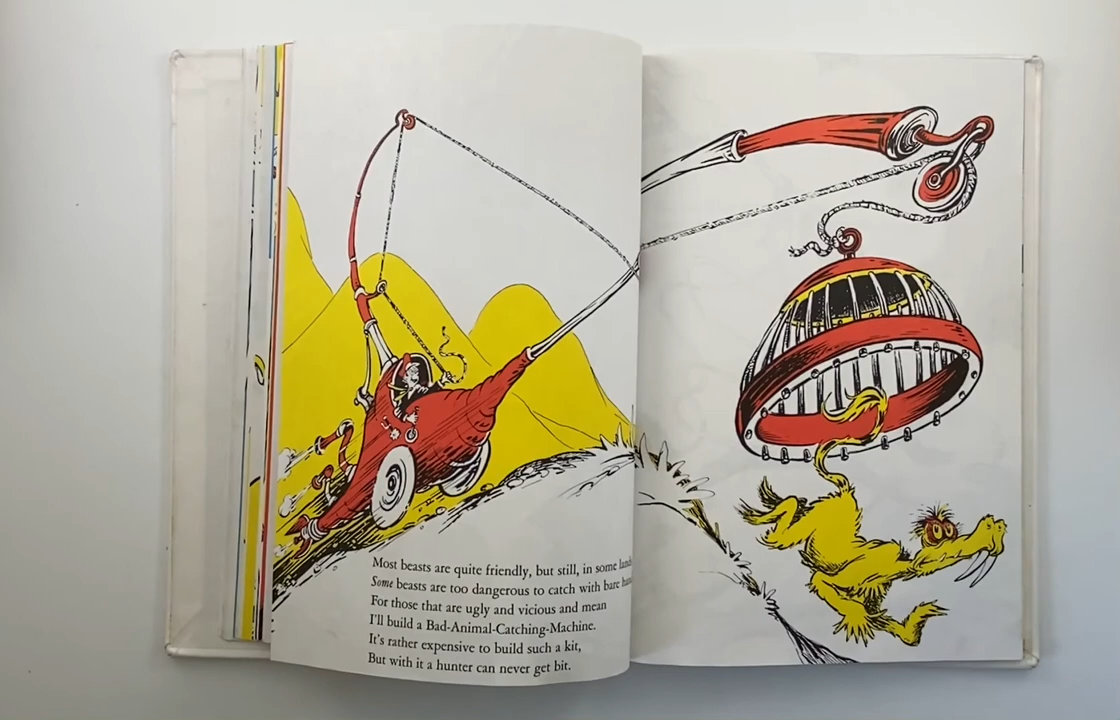 Most beasts are quite friendly, but still, in some
Some beasts are too dangerous to catch with bare
For those that are ugly and vicious and mean
I'll build a Bad-Animal-Catching-Machine.
It's rather expensive to build such a kit,
But with it a hunter can never get bit.